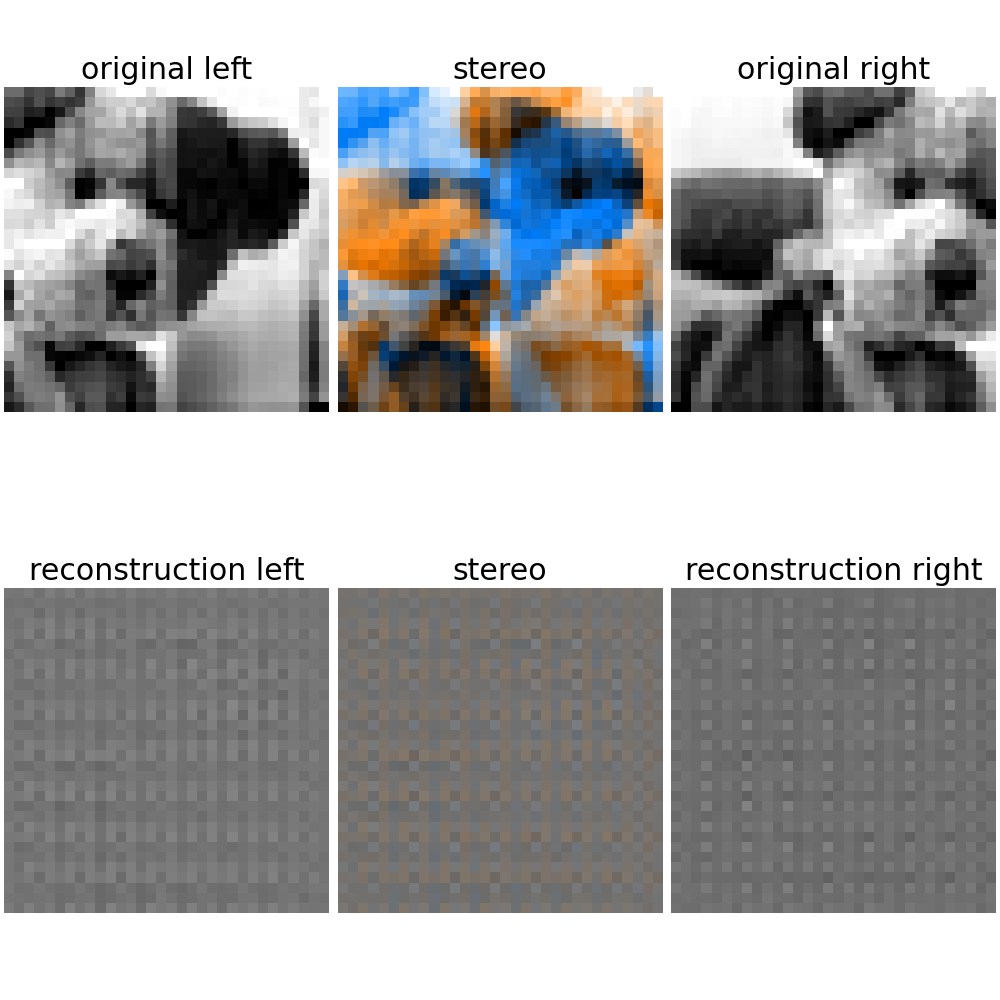 original left
stereo
original right
reconstruction left
stereo
reconstruction right